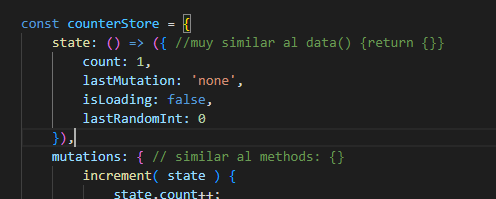 const counterStore = {
state: () => ({ //muy similar al data() {return {}}
count: 1,
lastMutation: 'none',
isLoading: false,
lastRandomInt: 0
}),
mutations: { // similar al methods: {}
increment( state ) {
state.count++;